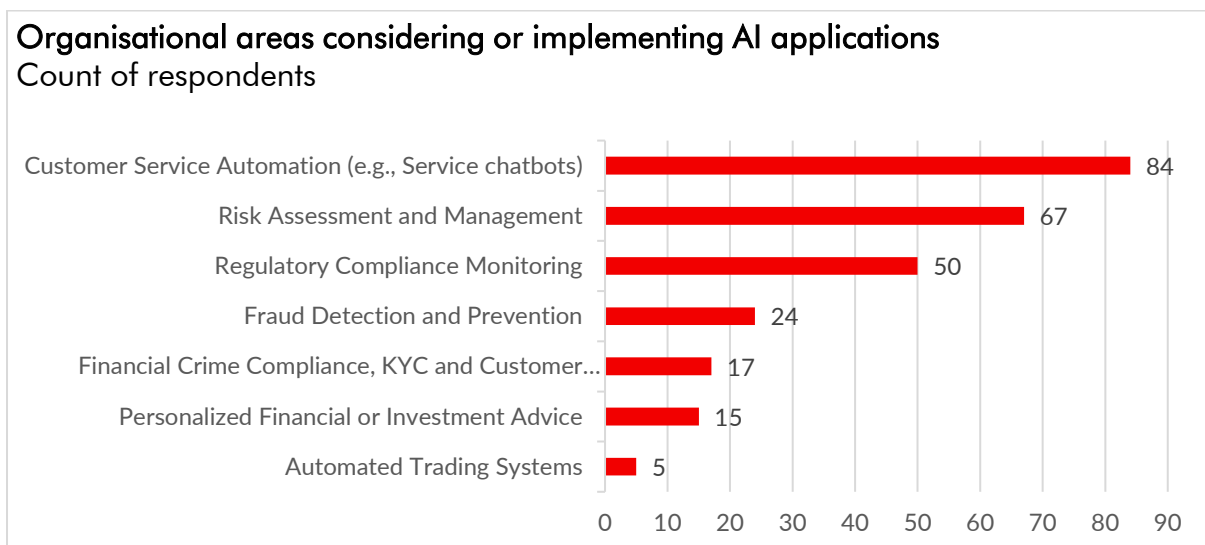 Organisational areas considering or implementing AI applications
Count of respondents
Customer Service Automation (e.g., Service chatbots) 84
Risk Assessment and Management 67
Regulatory Compliance Monitoring 50
Fraud Detection and Prevention 24
Financial Crime Compliance, KYC and Customer... 17
Personalized Financial or Investment Advice 15
Automated Trading Systems 5
0 10 20 30 40 50 60 70 80 90